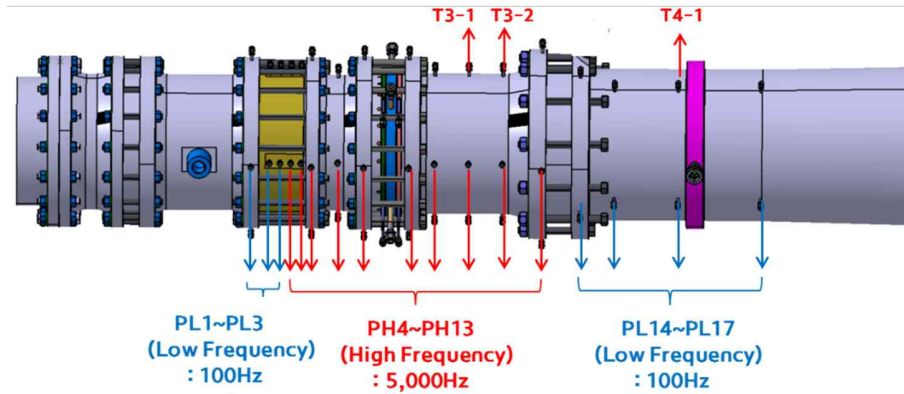 T3-1
T3-2
T4-1
PL1~PL3
(Low Frequency)
: 100Hz
PH4~PH13
(High Frequency)
: 5,000Hz
PL14~PL17
(Low Frequency)
: 100Hz